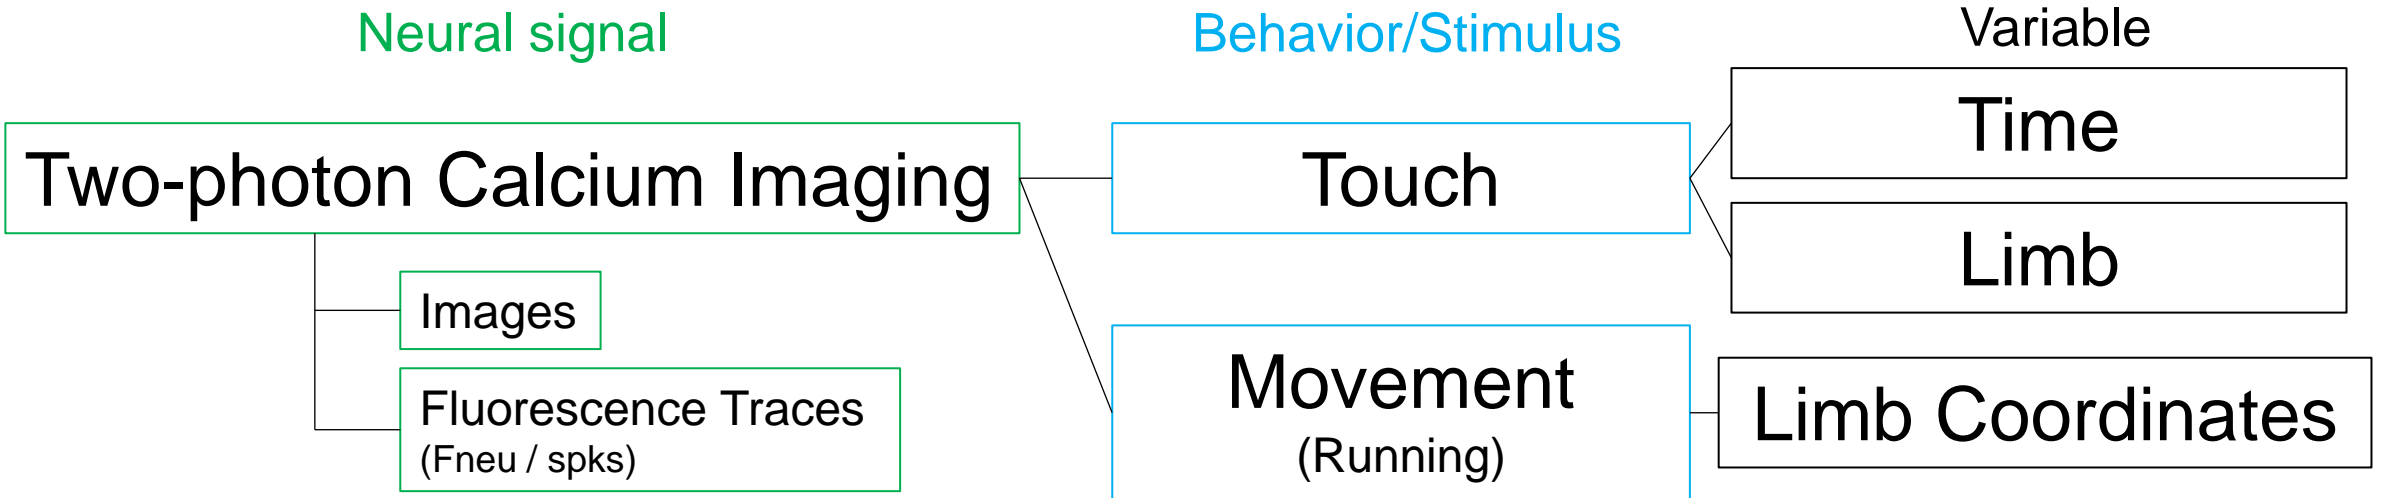 Neural signal
Behavior/Stimulus
Variable
Two-photon Calcium Imaging
Touch
Time
Limb
Images
Fluorescence Traces
(Fneu / spks)
Movement
(Running)
Limb Coordinates